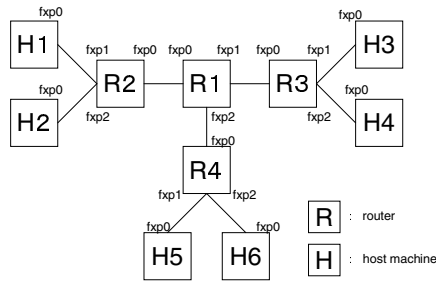 fxp0
fxp0
H1
H3
fxp1
fxp0
fxp0
fxp1
fxp0
fxp1
R2
R1
R3
fxp0
fxp0
H2
H4
fxp2
fxp2
fxp2
fxp0
R4
fxp1
fxp2
R : router
fxp0
fxp0
H5
H6
H : host machine